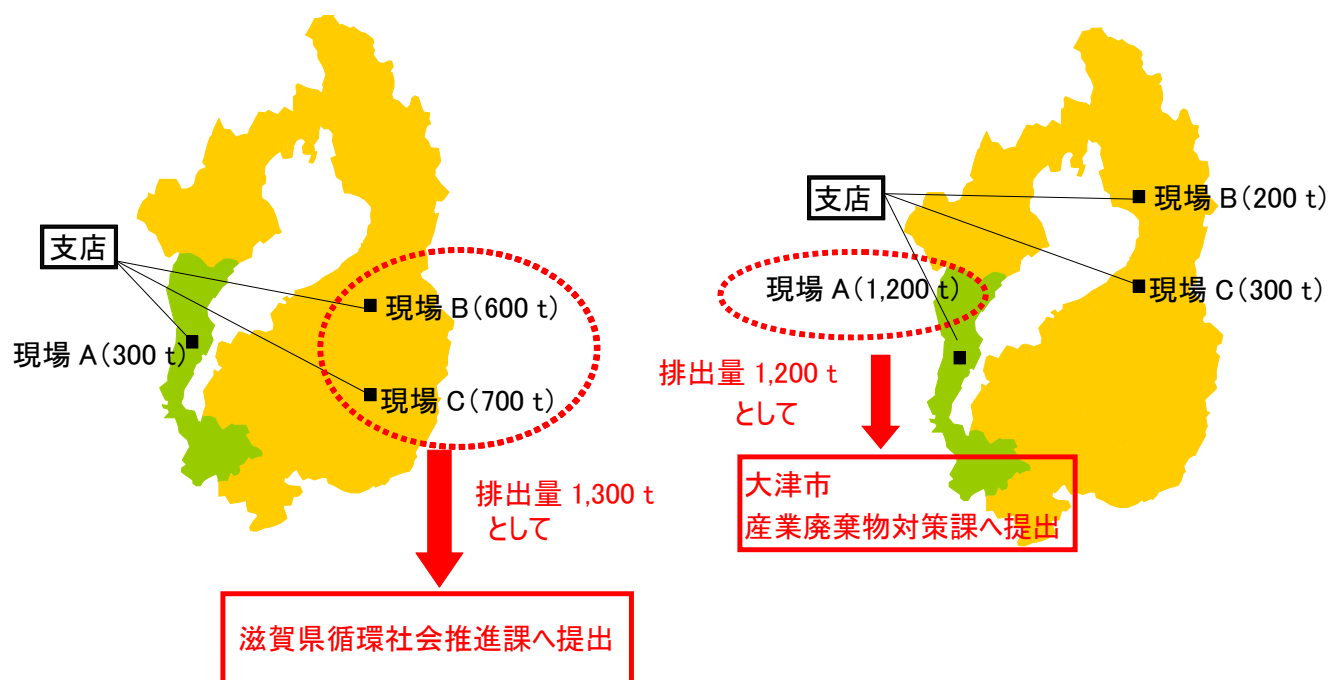 支店
現場 A(300 t)
現場 B(600 t)
現場 C(700 t)
排出量 1,300 t
として
滋賀県循環社会推進課へ提出
支店
現場 B(200 t)
現場 A(1,200 t)
現場 C(300 t)
排出量 1,200 t
として
大津市
産業廃棄物対策課へ提出